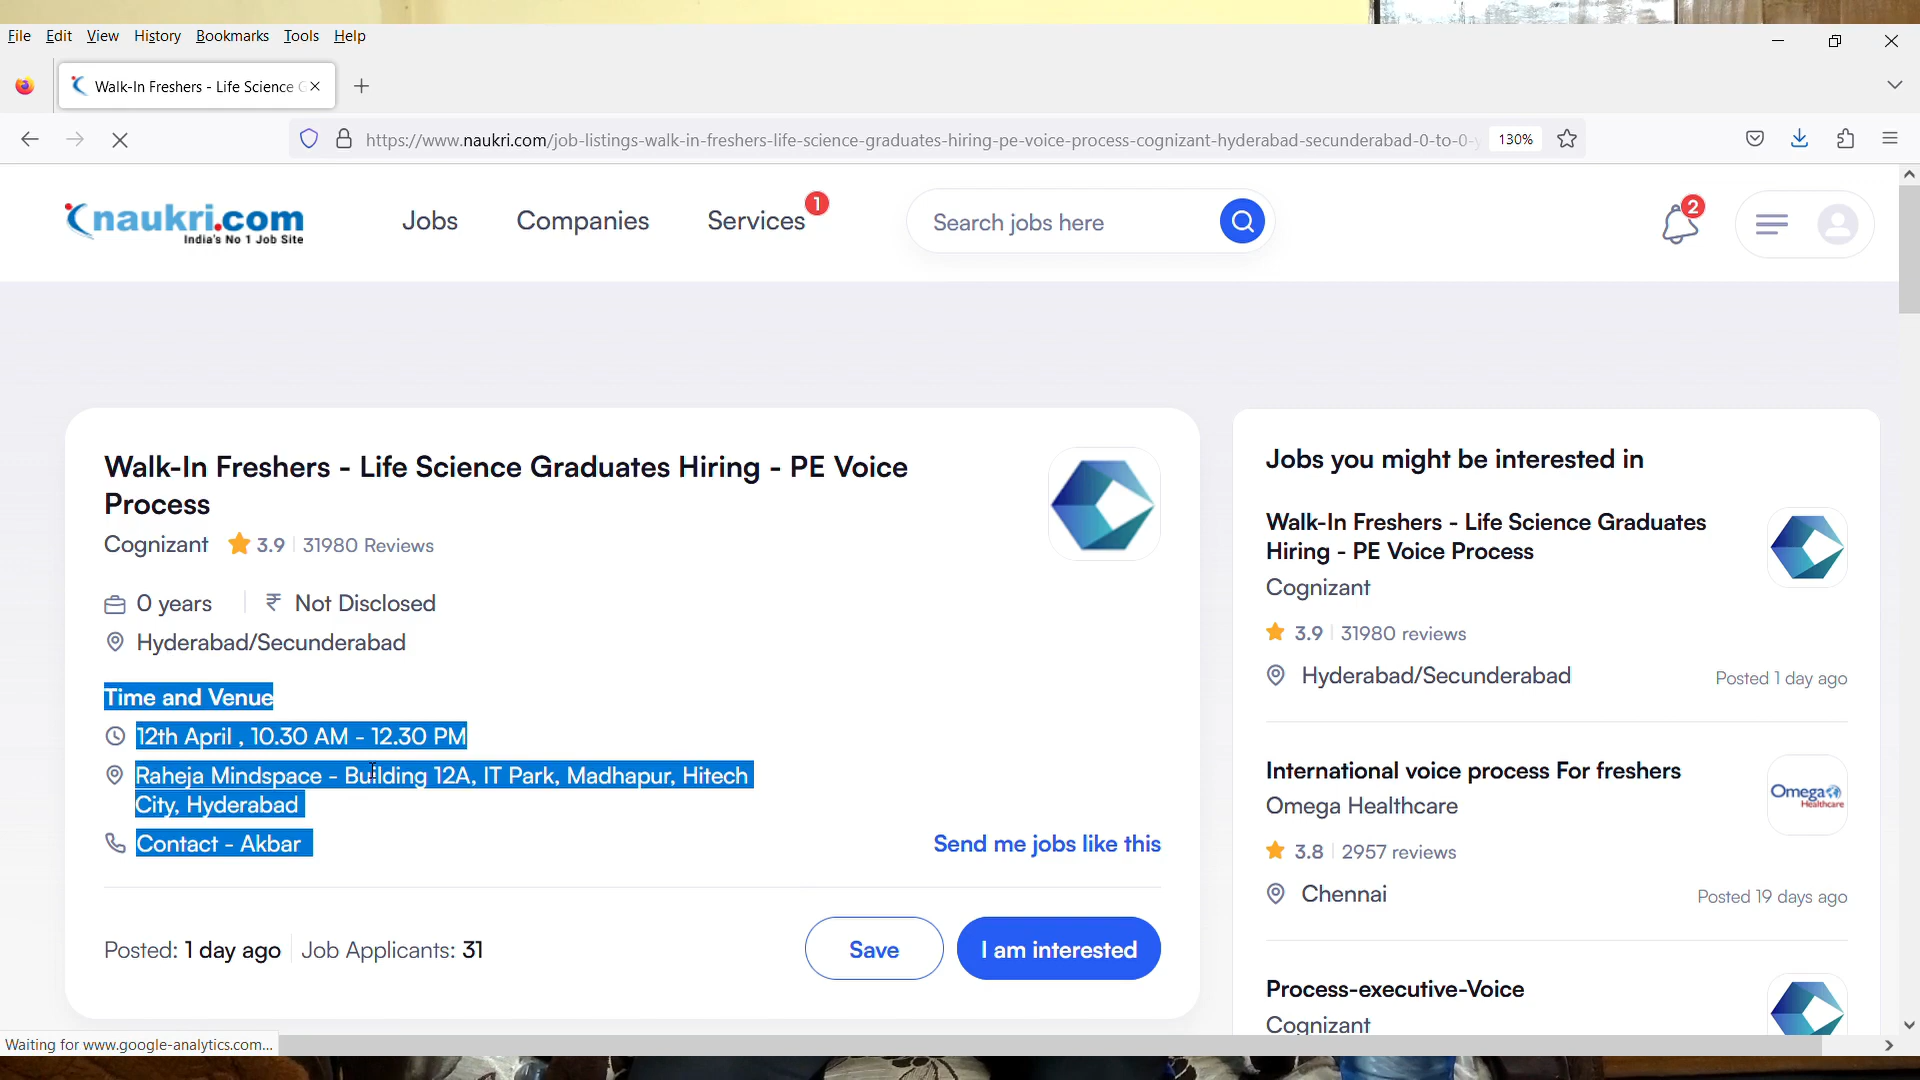 File Edit View History Bookmarks Tools Help
Walk-In Freshers - Life Science G
https://www.naukri.com/job-listings-walk-in-freshers-life-science-graduates-hiring-pe-voice-process-cognizant-hyderabad-secunderabad-0-to-0-y
130%
naukri.com
India's No 1 Job Site
Jobs
Companies
Services
1
Search jobs here
2
Walk-In Freshers - Life Science Graduates Hiring - PE Voice
Process
Cognizant 3.9 31980 Reviews
0 years ₹ Not Disclosed
Hyderabad/Secunderabad
Time and Venue
12th April , 10.30 AM - 12.30 PM
Raheja Mindspace - Building 12A, IT Park, Madhapur, Hitech
City, Hyderabad
Contact - Akbar
Send me jobs like this
Posted: 1 day ago Job Applicants: 31
Save
I am interested
Jobs you might be interested in
Walk-In Freshers - Life Science Graduates
Hiring - PE Voice Process
Cognizant
3.9 31980 reviews
Hyderabad/Secunderabad
Posted 1 day ago
International voice process For freshers
Omega Healthcare
Omega
Healthcare
3.8 2957 reviews
Chennai
Posted 19 days ago
Process-executive-Voice
Cognizant
Waiting for www.google-analytics.com...